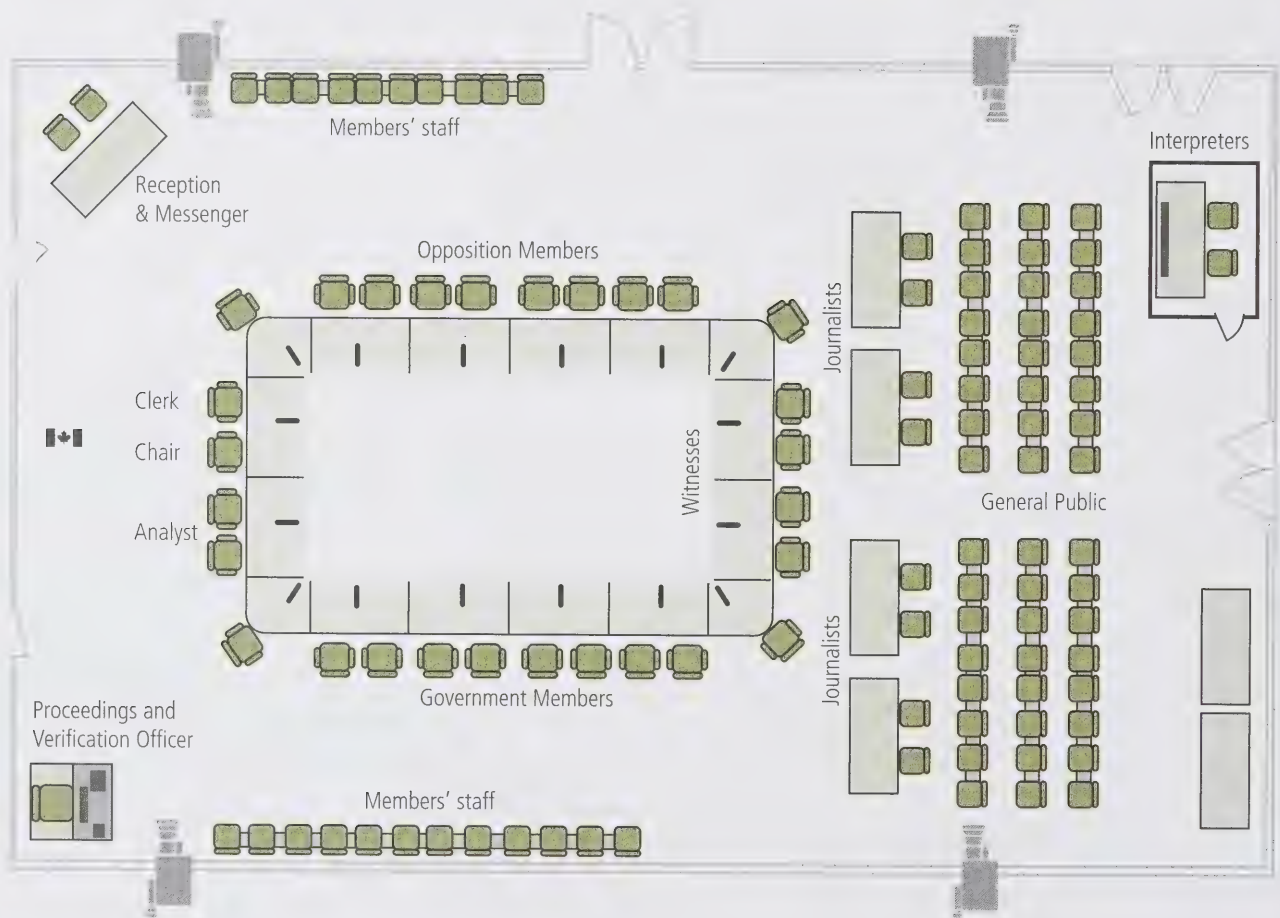 Members' staff
Interpreters
Reception
& Messenger
Opposition Members
Journalists
Clerk
Chair
Witnesses
General Public
Analyst
Journalists
Government Members
Proceedings and
Verification Officer
Members' staff